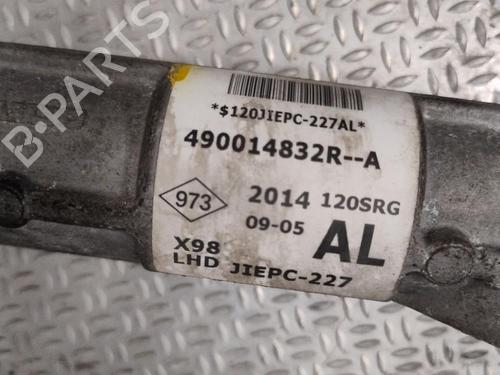 *$120JIEPC-227AL*
490014832R--A
973
2014 120SRG
09-05
AL
X98
LHD JIEPC-227
B-PARTS